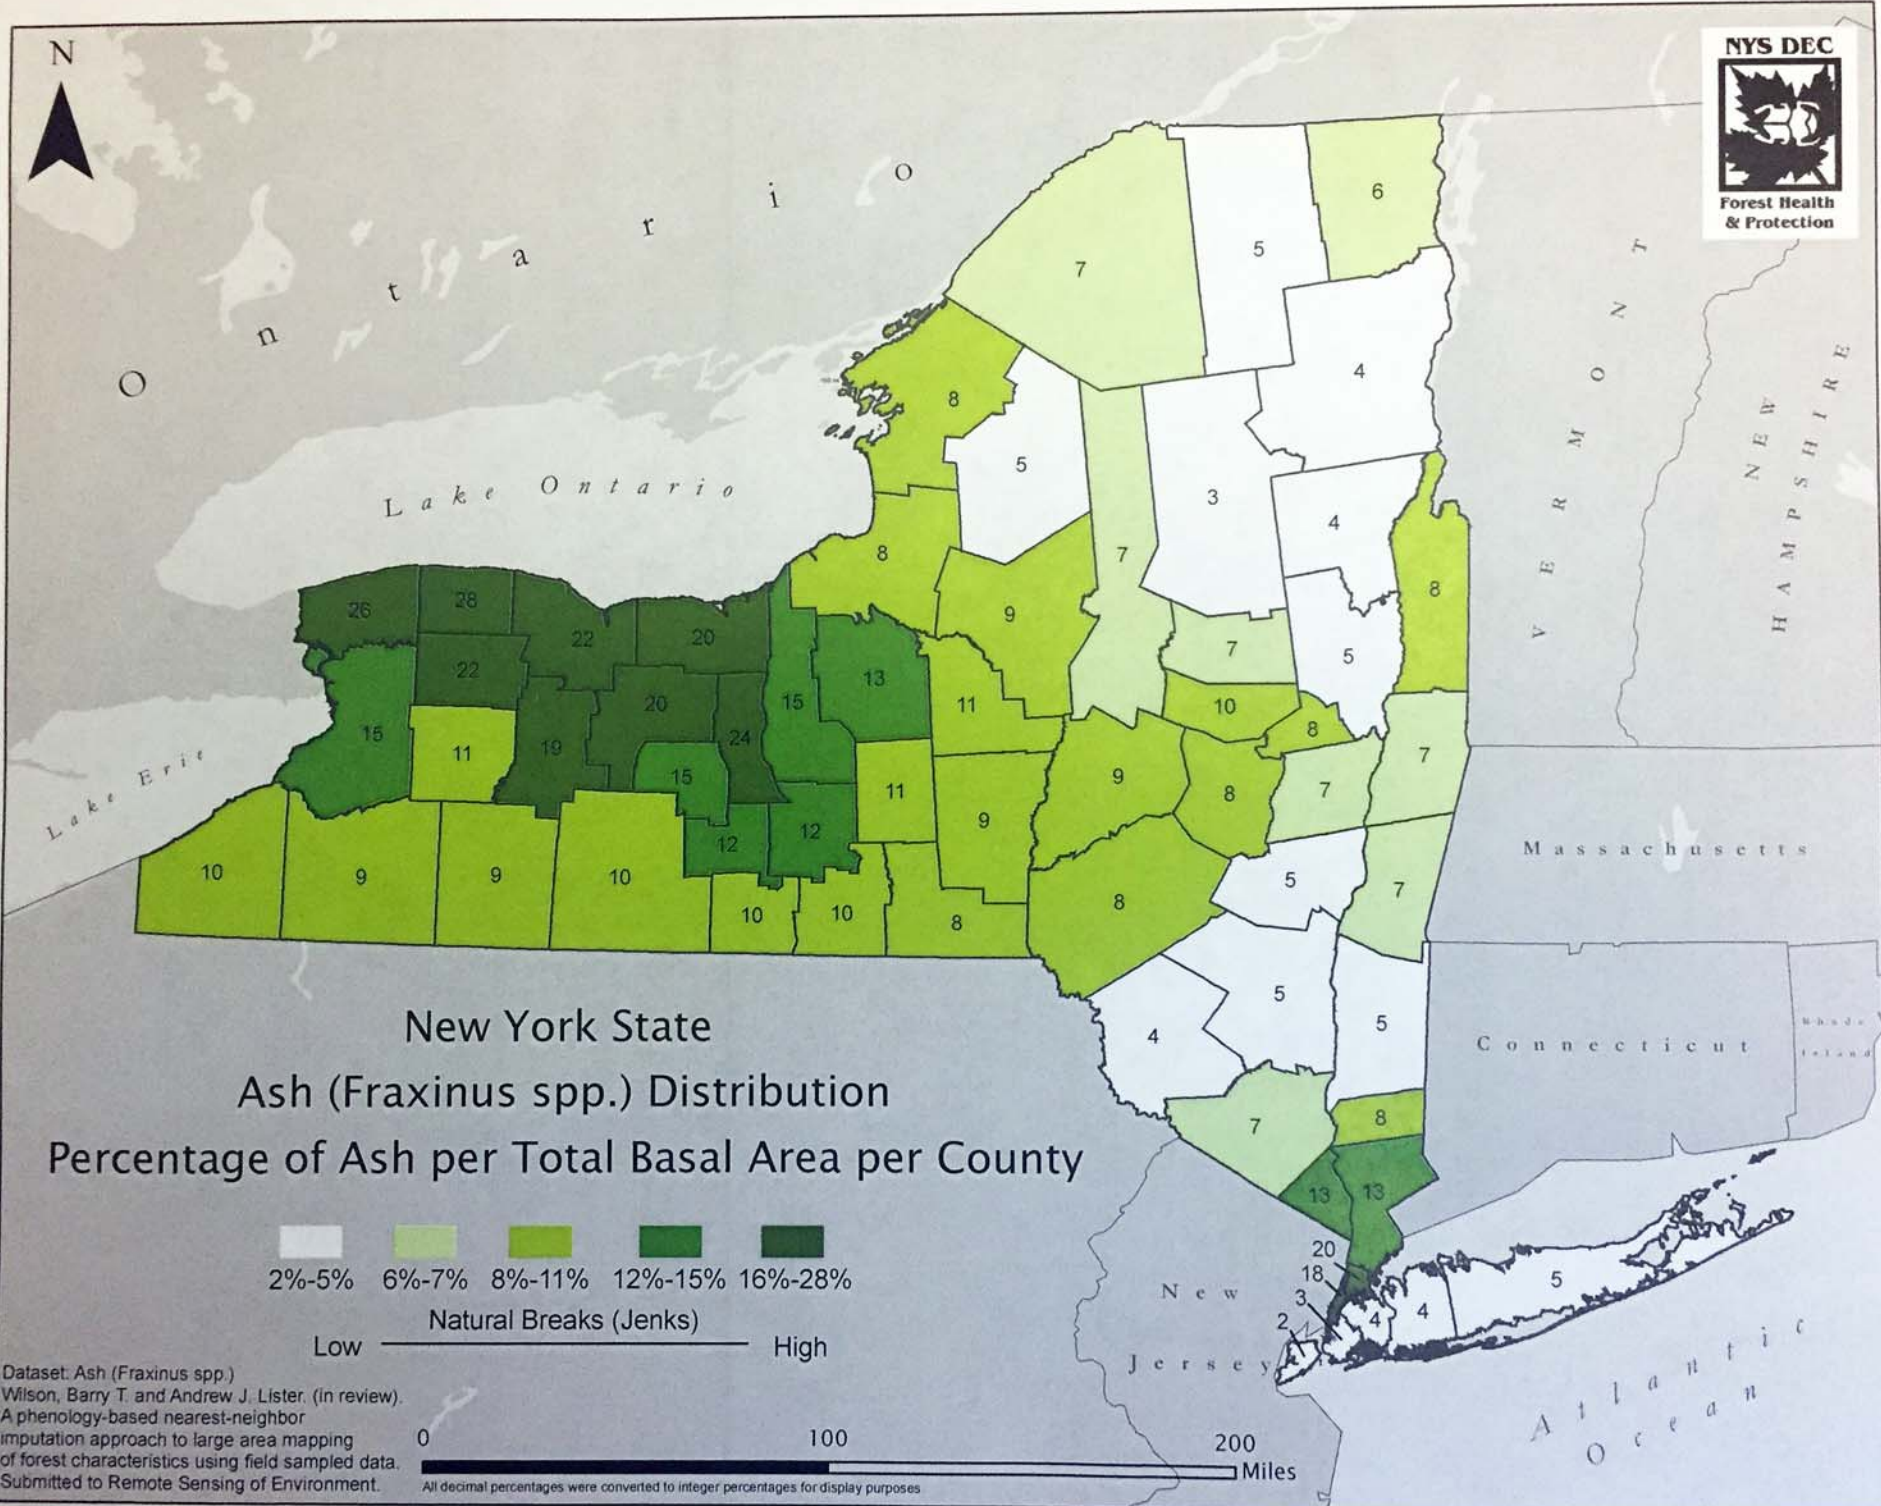 N
NYS DEC
Forest Health
& Protection
Ontario
VERMONT
NEW
HAMPSHIRE
Lake Ontario
Lake Erie
Massachusetts
Connecticut
Rhode
Island
New
Jersey
Atlantic
Ocean
6
5
7
4
8
5
3
4
8
7
8
9
7
5
26
28
22
20
22
15
13
11
10
8
15
11
19
20
24
15
7
7
9
8
11
9
12
12
10
9
9
10
10
10
8
8
5
7
4
5
5
7
8
13
13
20
18
3
2
4
4
5
New York State
Ash (Fraxinus spp.) Distribution
Percentage of Ash per Total Basal Area per County
2%-5% 6%-7% 8%-11% 12%-15% 16%-28%
Natural Breaks (Jenks)
Low High
Dataset: Ash (Fraxinus spp.)
Wilson, Barry T. and Andrew J. Lister. (in review).
A phenology-based nearest-neighbor
imputation approach to large area mapping
of forest characteristics using field sampled data.
Submitted to Remote Sensing of Environment.
0 100 200
Miles
All decimal percentages were converted to integer percentages for display purposes